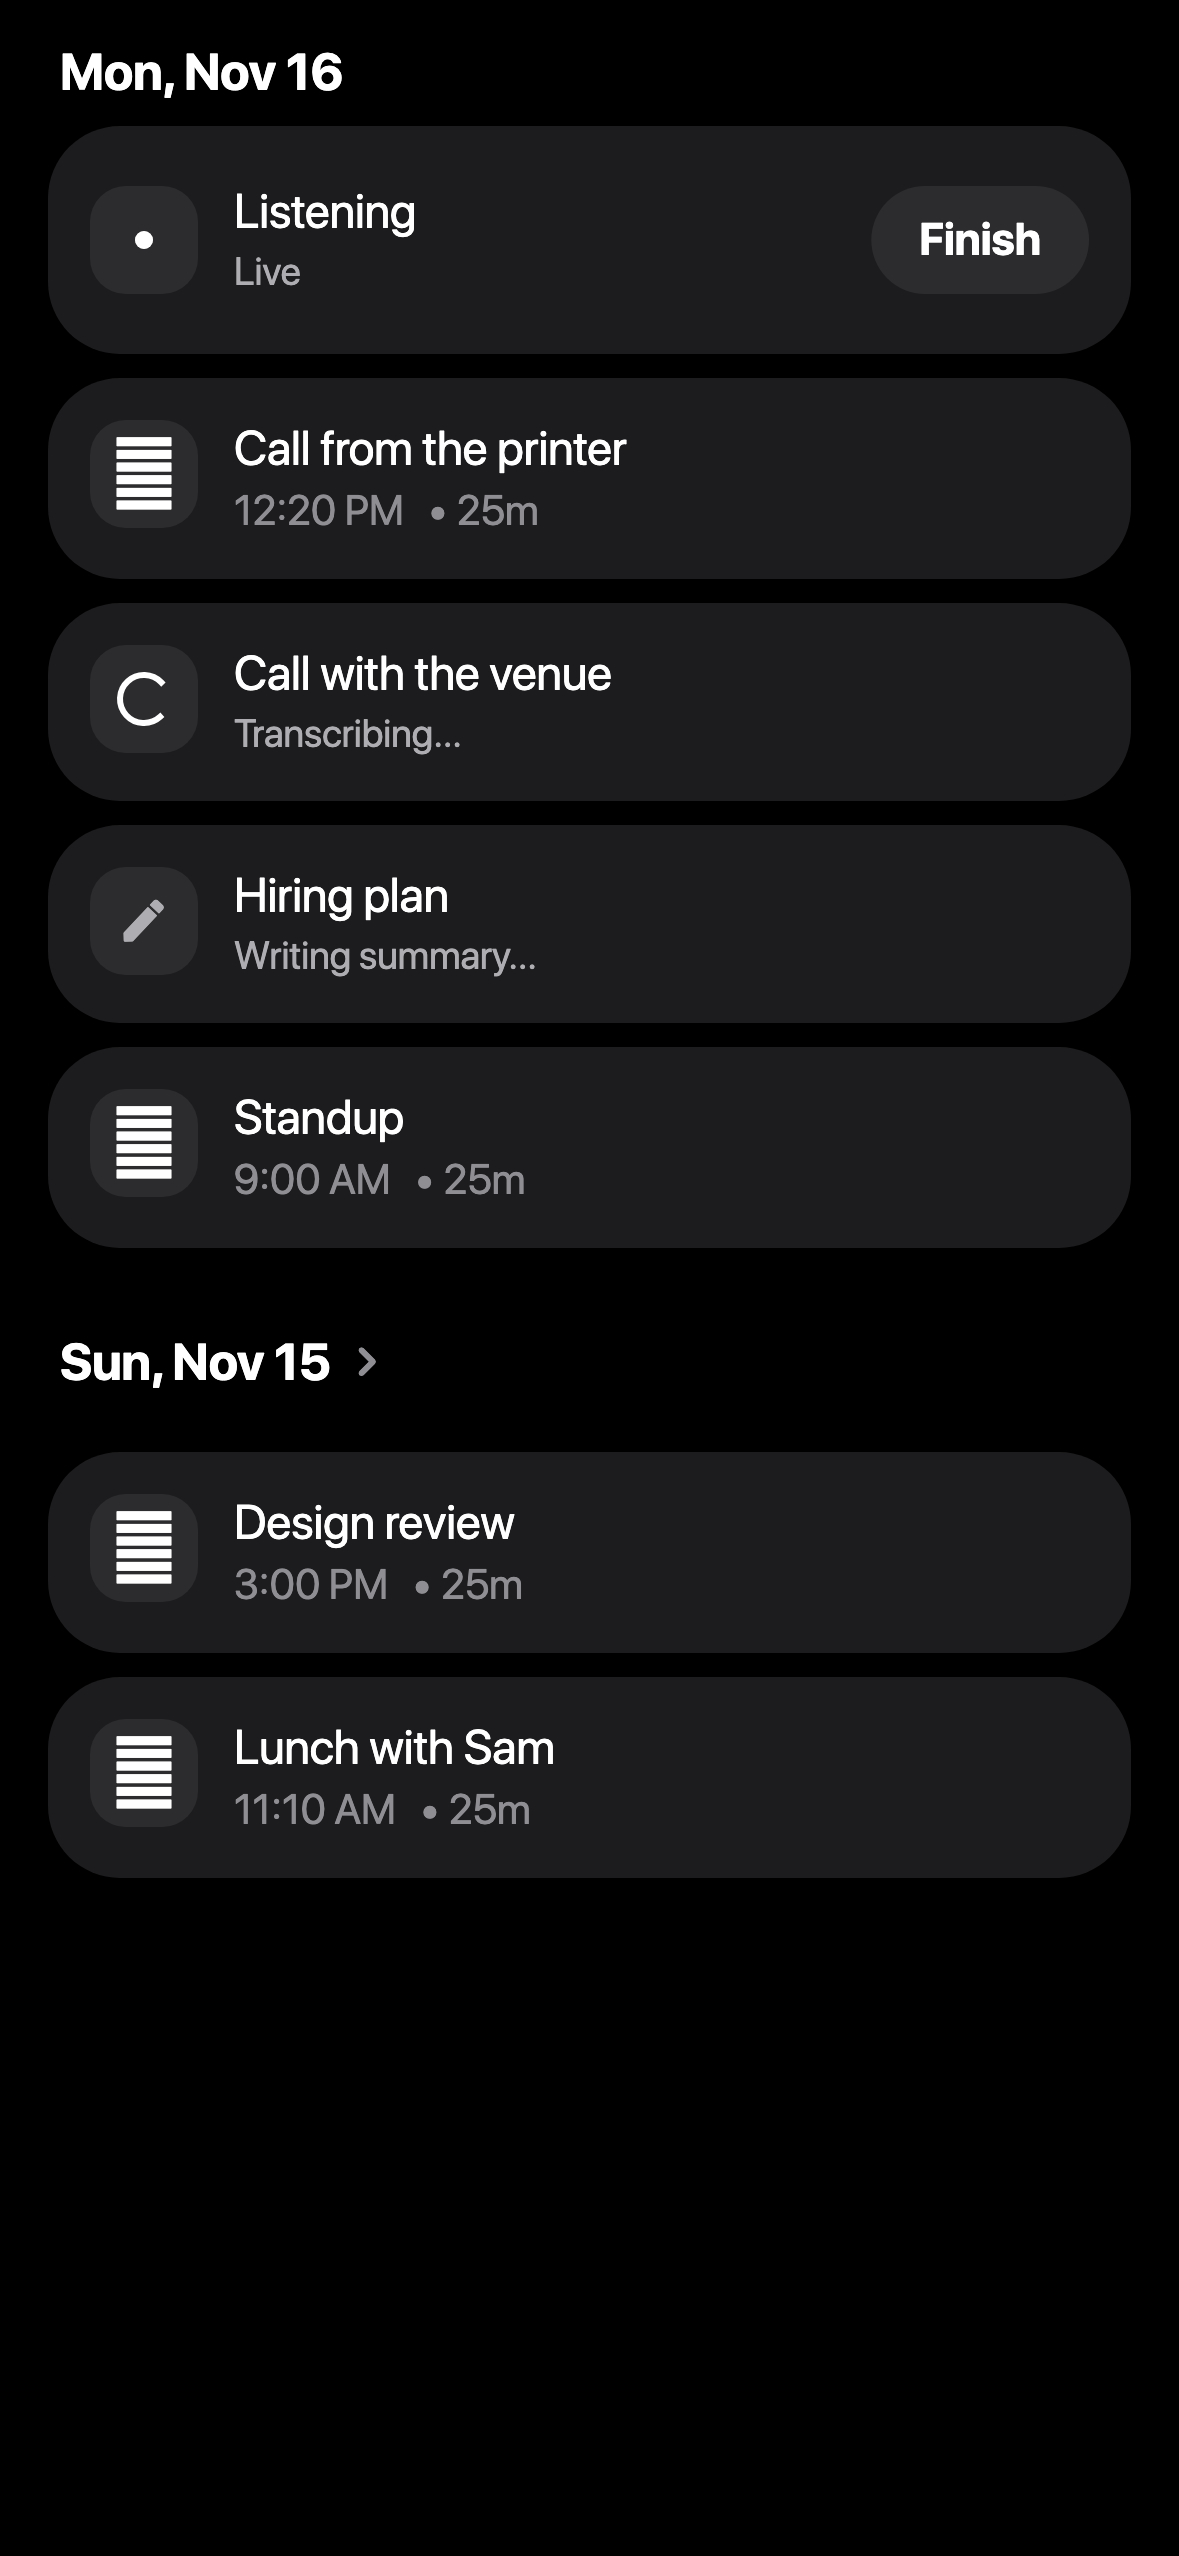 Mon, Nov 16
Listening
Live
Finish
Call from the printer
12:20 PM • 25m
Call with the venue
Transcribing...
Hiring plan
Writing summary...
Standup
9:00 AM • 25m
Sun, Nov 15
Design review
3:00 PM • 25m
Lunch with Sam
11:10 AM • 25m